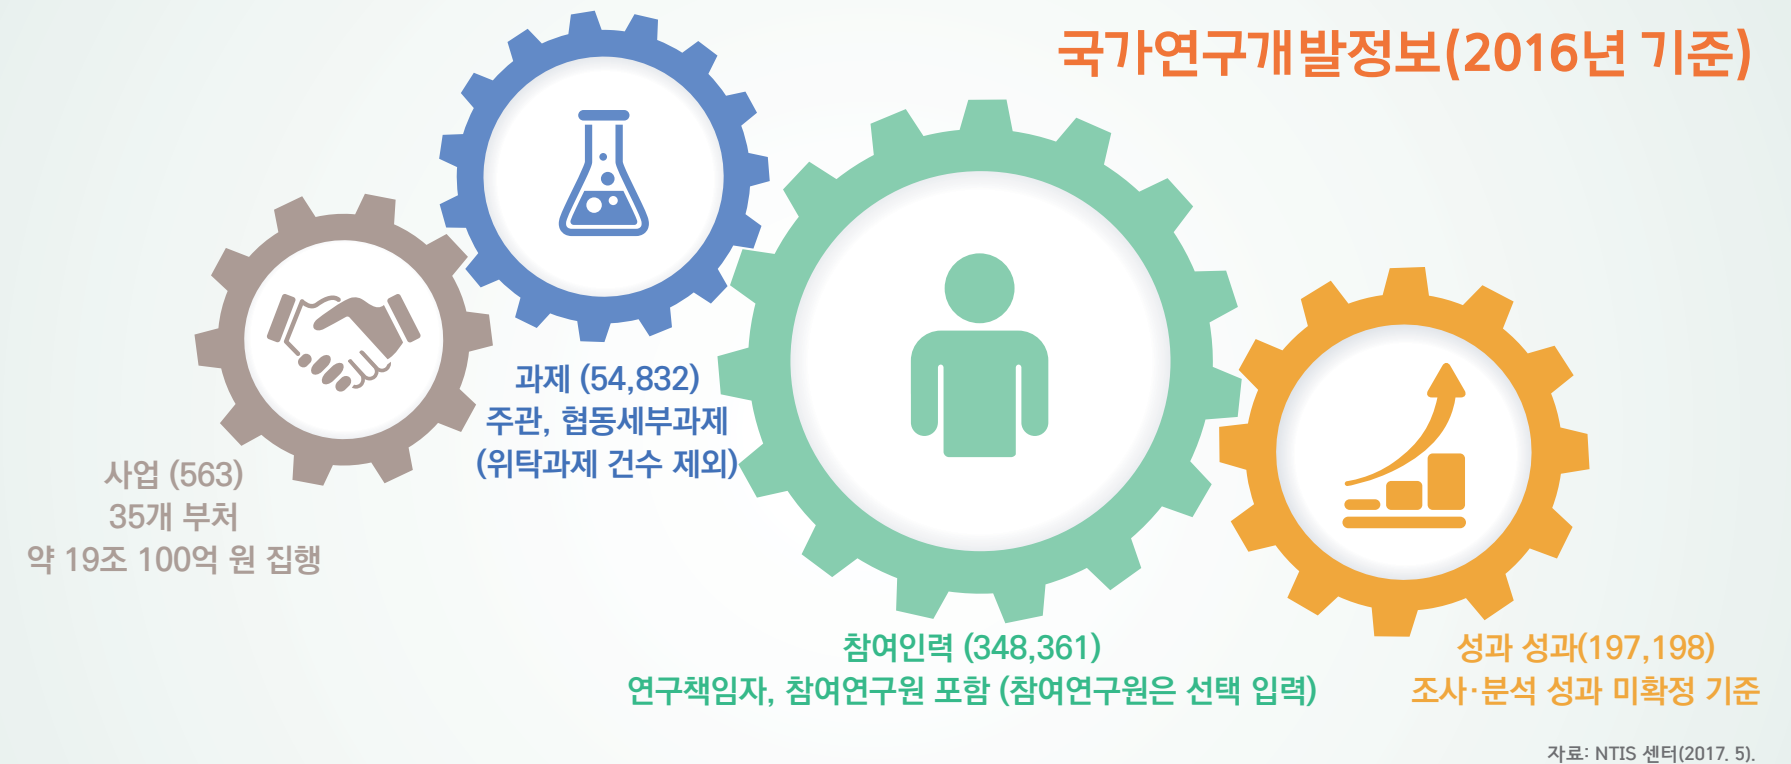 국가연구개발정보(2016년 기준)
사업 (563)
35개 부처
약 19조 100억 원 집행
과제 (54,832)
주관, 협동세부과제
(위탁과제 건수 제외)
참여인력 (348,361)
연구책임자, 참여연구원 포함 (참여연구원은 선택 입력)
성과 성과(197,198)
조사·분석 성과 미확정 기준
자료: NTIS 센터(2017. 5).